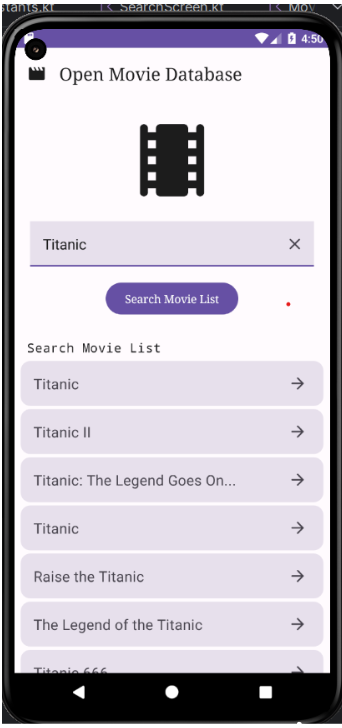 stants.kt SearchScreen.kt Mov
4:50
Open Movie Database
Titanic
Search Movie List
Search Movie List
Titanic
Titanic II
Titanic: The Legend Goes On...
Titanic
Raise the Titanic
The Legend of the Titanic
Titanic 666